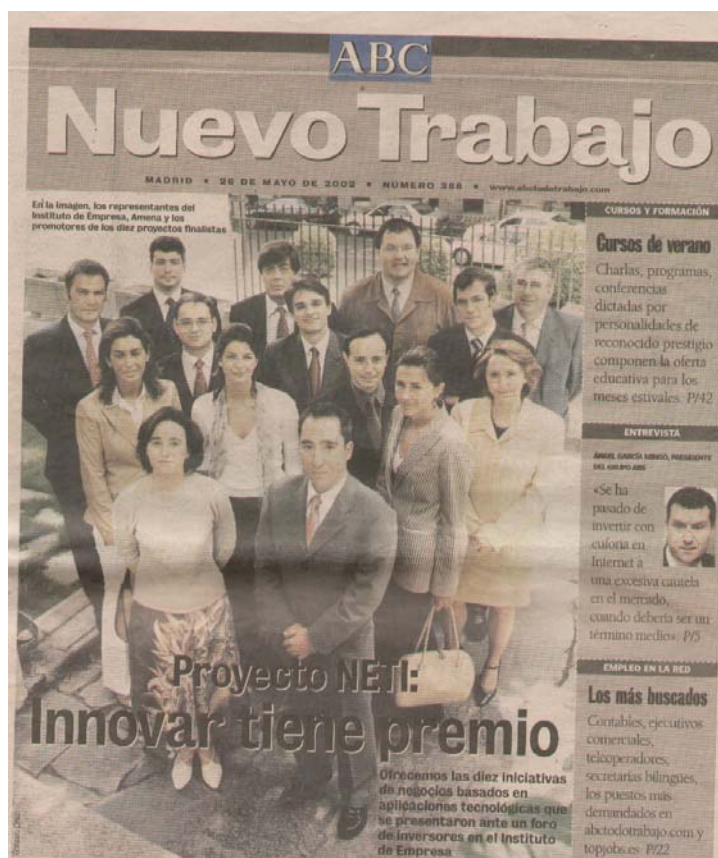 ABC
Nuevo Trabajo
MADRID • 26 DE MAYO DE 2002 • NÚMERO 388 • www.abctodotrabajo.com
En la imagen, los representantes del
Instituto de Empresa, Amena y los
promotores de los diez proyectos finalistas
CURSOS Y FORMACIÓN
Cursos de verano
Charlas, programas,
conferencias
dictadas por
personalidades de
reconocido prestigio
componen la oferta
educativa para los
meses estivales. P/42
ENTREVISTA
ÁNGEL GARCÍA MINGO, PRESIDENTE
DEL GRUPO
«Se ha
pasado de
invertir con
euforia en
Internet a
una excesiva cautela
en el mercado,
cuando debería ser un
término medio» P/5
EMPLEO EN LA RED
Los más buscados
Contables, ejecutivos
comerciales,
teleoperadores,
secretarias bilingües,
los puestos más
demandados en
abctodotrabajo.com y
topjobs.es P/22
Proyecto NETI:
Innovar tiene premio
Ofrecemos las diez iniciativas
de negocios basados en
aplicaciones tecnológicas que
se presentaron ante un foro
de inversores en el Instituto
de Empresa